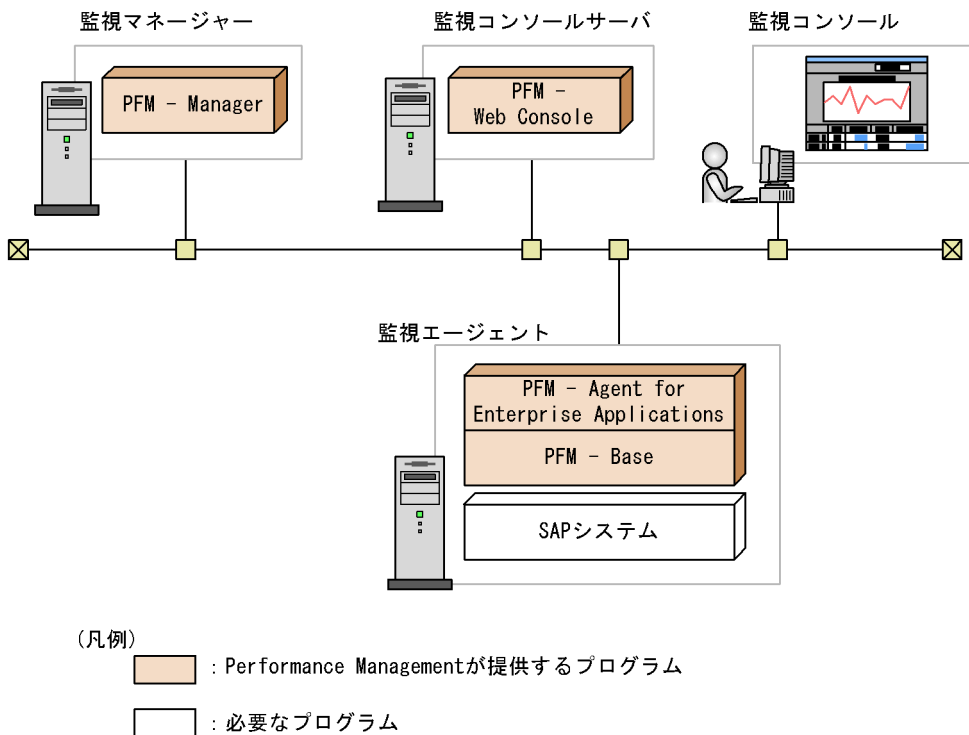 監視マネージャー
監視コンソールサーバ
監視コンソール
PFM - Manager
PFM -
Web Console
監視エージェント
PFM - Agent for
Enterprise Applications
PFM - Base
SAPシステム
(凡例)
：Performance Managementが提供するプログラム
：必要なプログラム